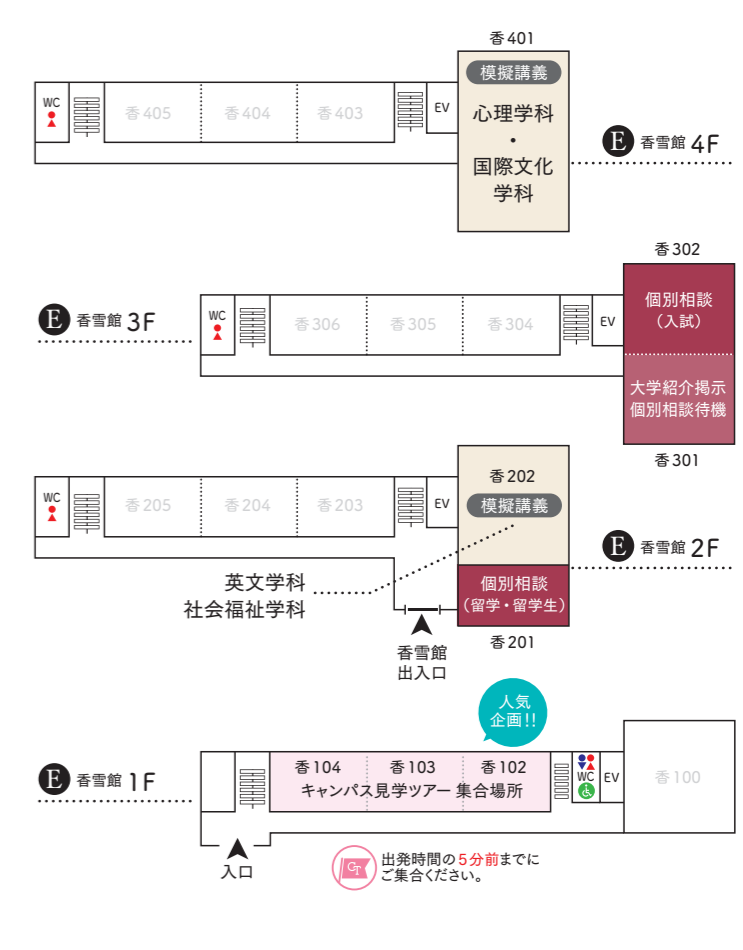 香401
模擬講義
心理学科
・
国際文化
学科
WC
香405
香404
香403
EV
E 香雪館 4F
香302
個別相談
（入試）
大学紹介掲示
個別相談待機
香301
E 香雪館 3F
WC
香306
香305
香304
EV
香202
模擬講義
WC
香205
香204
香203
EV
E 香雪館 2F
英文学科
社会福祉学科
個別相談
（留学・留学生）
香201
香雪館
出入口
人気
企画!!
E 香雪館 1F
香104
香103
香102
キャンパス見学ツアー 集合場所
WC
EV
香100
入口
GT
出発時間の5分前までに
ご集合ください。